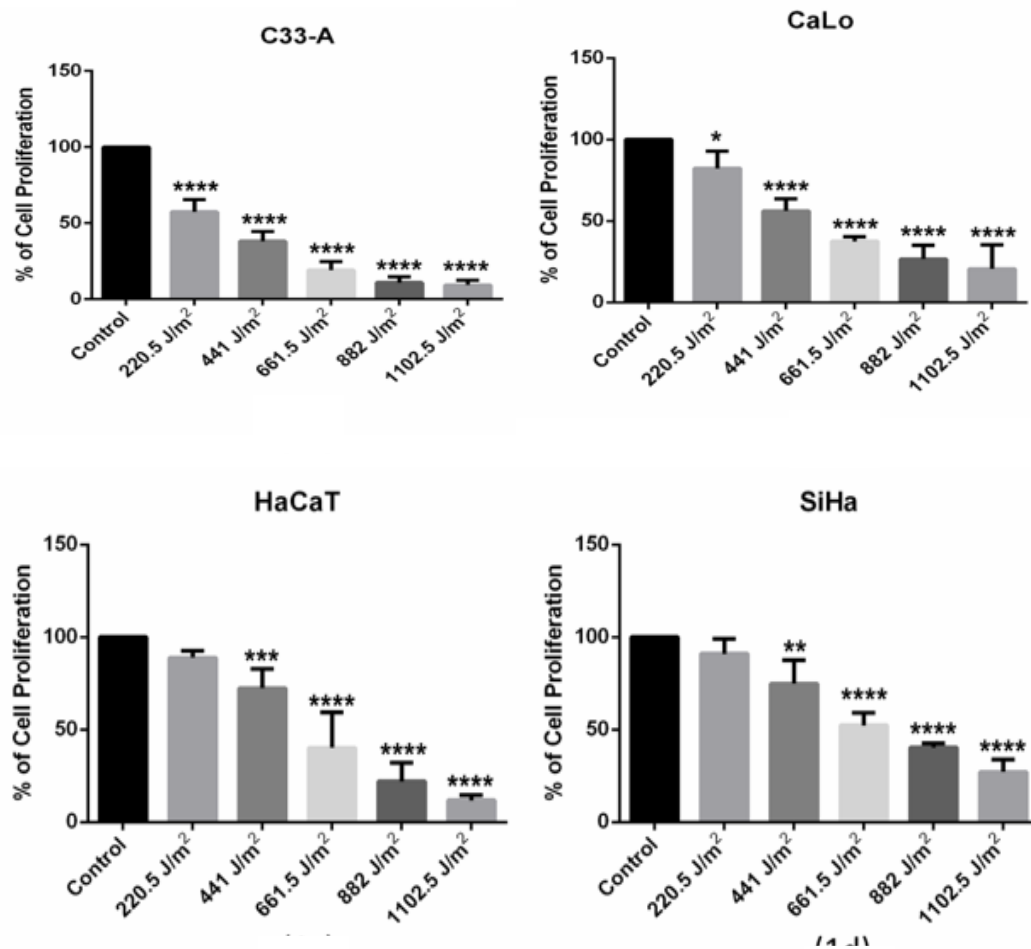 C33-A
% of Cell Proliferation
150
100
50
0
****
****
****
****
****
Control
220.5 J/m²
441 J/m²
661.5 J/m²
882 J/m²
1102.5 J/m²
CaLo
% of Cell Proliferation
150
100
50
0
*
****
****
****
****
Control
220.5 J/m²
441 J/m²
661.5 J/m²
882 J/m²
1102.5 J/m²
HaCaT
% of Cell Proliferation
150
100
50
0
***
****
****
****
Control
220.5 J/m²
441 J/m²
661.5 J/m²
882 J/m²
1102.5 J/m²
SiHa
% of Cell Proliferation
150
100
50
0
**
****
****
****
Control
220.5 J/m²
441 J/m²
661.5 J/m²
882 J/m²
1102.5 J/m²